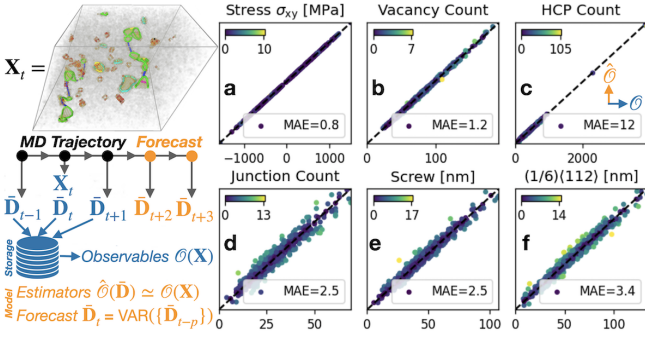 X_t =
MD Trajectory Forecast
X_t
D̄_{t−1} D̄_t D̄_{t+1} D̄_{t+2} D̄_{t+3}
Storage
Observables 𝒪(X)
Model
Estimators 𝒪̂(D̄) ≃ 𝒪(X)
Forecast D̄_t = VAR({D̄_{t−p}})
Stress σ_xy [MPa]
0 10
a
MAE=0.8
−1000 0 1000
Vacancy Count
0 7
b
MAE=1.2
0 100
HCP Count
0 105
c
𝒪̂
𝒪
MAE=12
0 2000
Junction Count
0 13
d
MAE=2.5
0 25 50
Screw [nm]
0 17
e
MAE=2.5
0 50 100
(1/6)⟨112⟩ [nm]
0 14
f
MAE=3.4
0 50 100